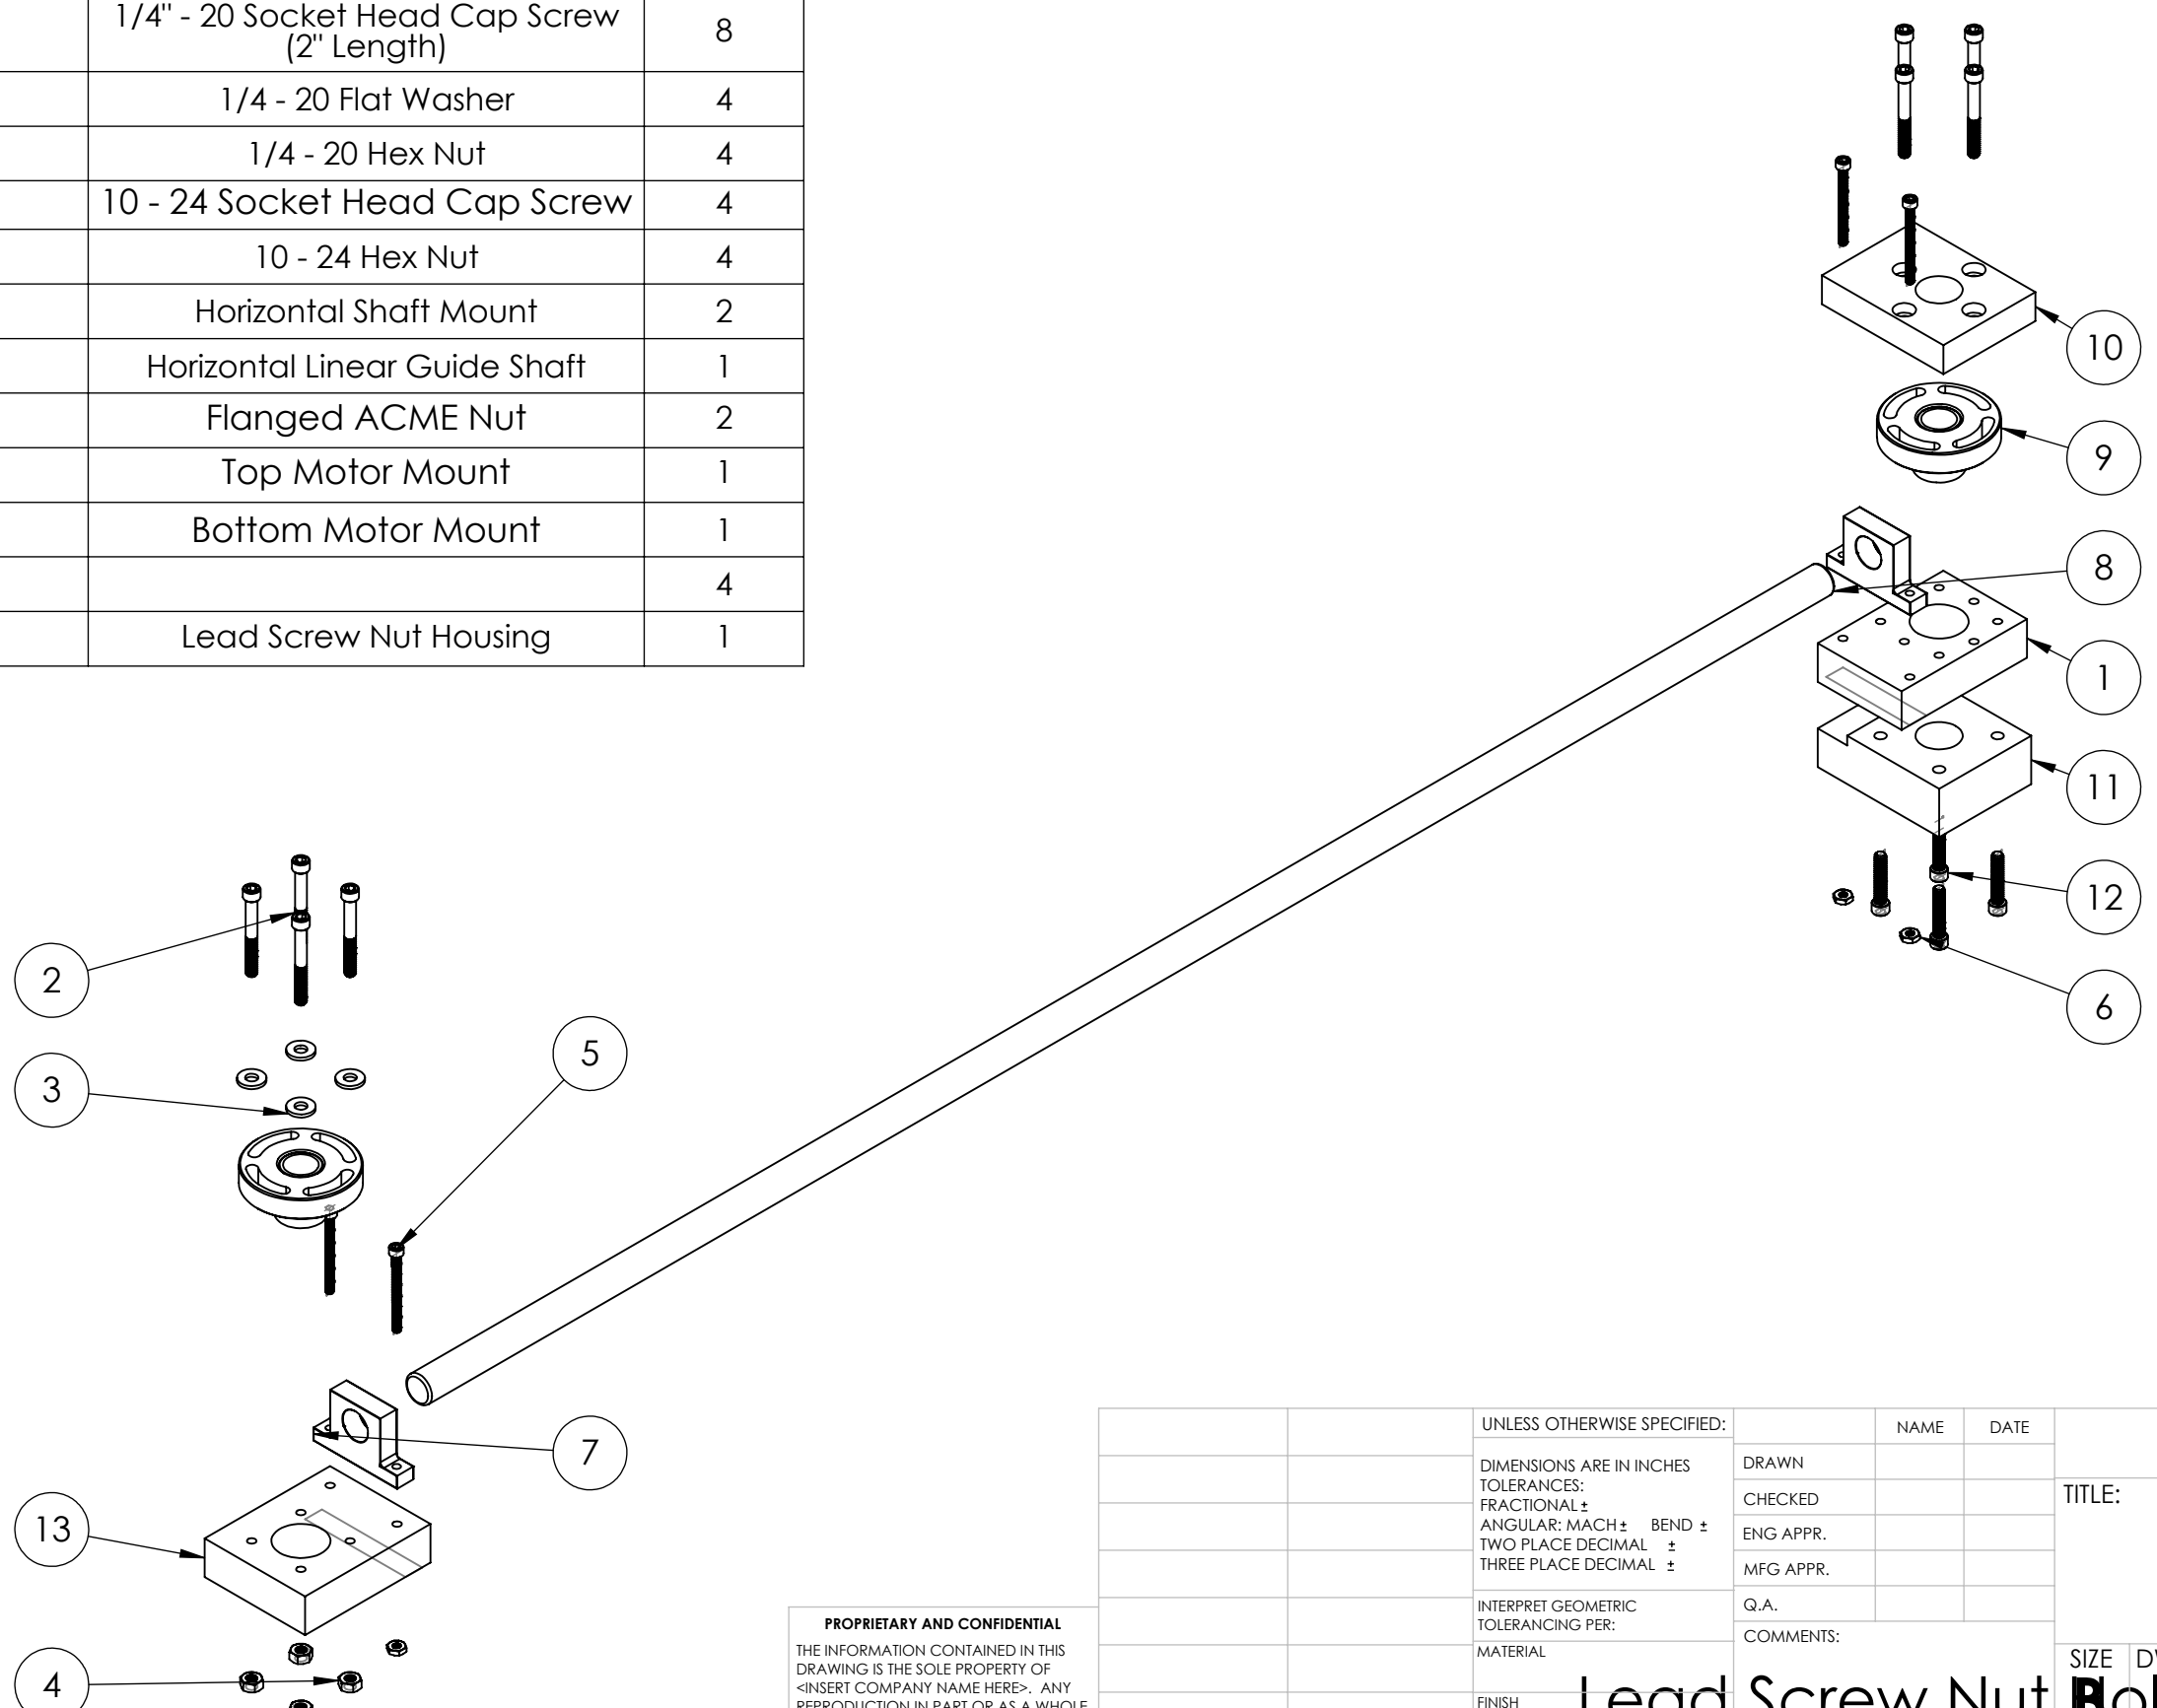 1/4" - 20 Socket Head Cap Screw
(2" Length)
8
1/4 - 20 Flat Washer 4
1/4 - 20 Hex Nut 4
10 - 24 Socket Head Cap Screw 4
10 - 24 Hex Nut 4
Horizontal Shaft Mount 2
Horizontal Linear Guide Shaft 1
Flanged ACME Nut 2
Top Motor Mount 1
Bottom Motor Mount 1
4
Lead Screw Nut Housing 1
10
9
8
1
11
12
6
2
3
5
7
13
4
PROPRIETARY AND CONFIDENTIAL
THE INFORMATION CONTAINED IN THIS
DRAWING IS THE SOLE PROPERTY OF
<INSERT COMPANY NAME HERE>. ANY
REPRODUCTION IN PART OR AS A WHOLE
UNLESS OTHERWISE SPECIFIED:
DIMENSIONS ARE IN INCHES
TOLERANCES:
FRACTIONAL ±
ANGULAR: MACH ± BEND ±
TWO PLACE DECIMAL ±
THREE PLACE DECIMAL ±
INTERPRET GEOMETRIC
TOLERANCING PER:
MATERIAL
FINISH
NAME DATE
DRAWN
CHECKED
ENG APPR.
MFG APPR.
Q.A.
COMMENTS:
TITLE:
SIZE
B
Lead Screw Nut